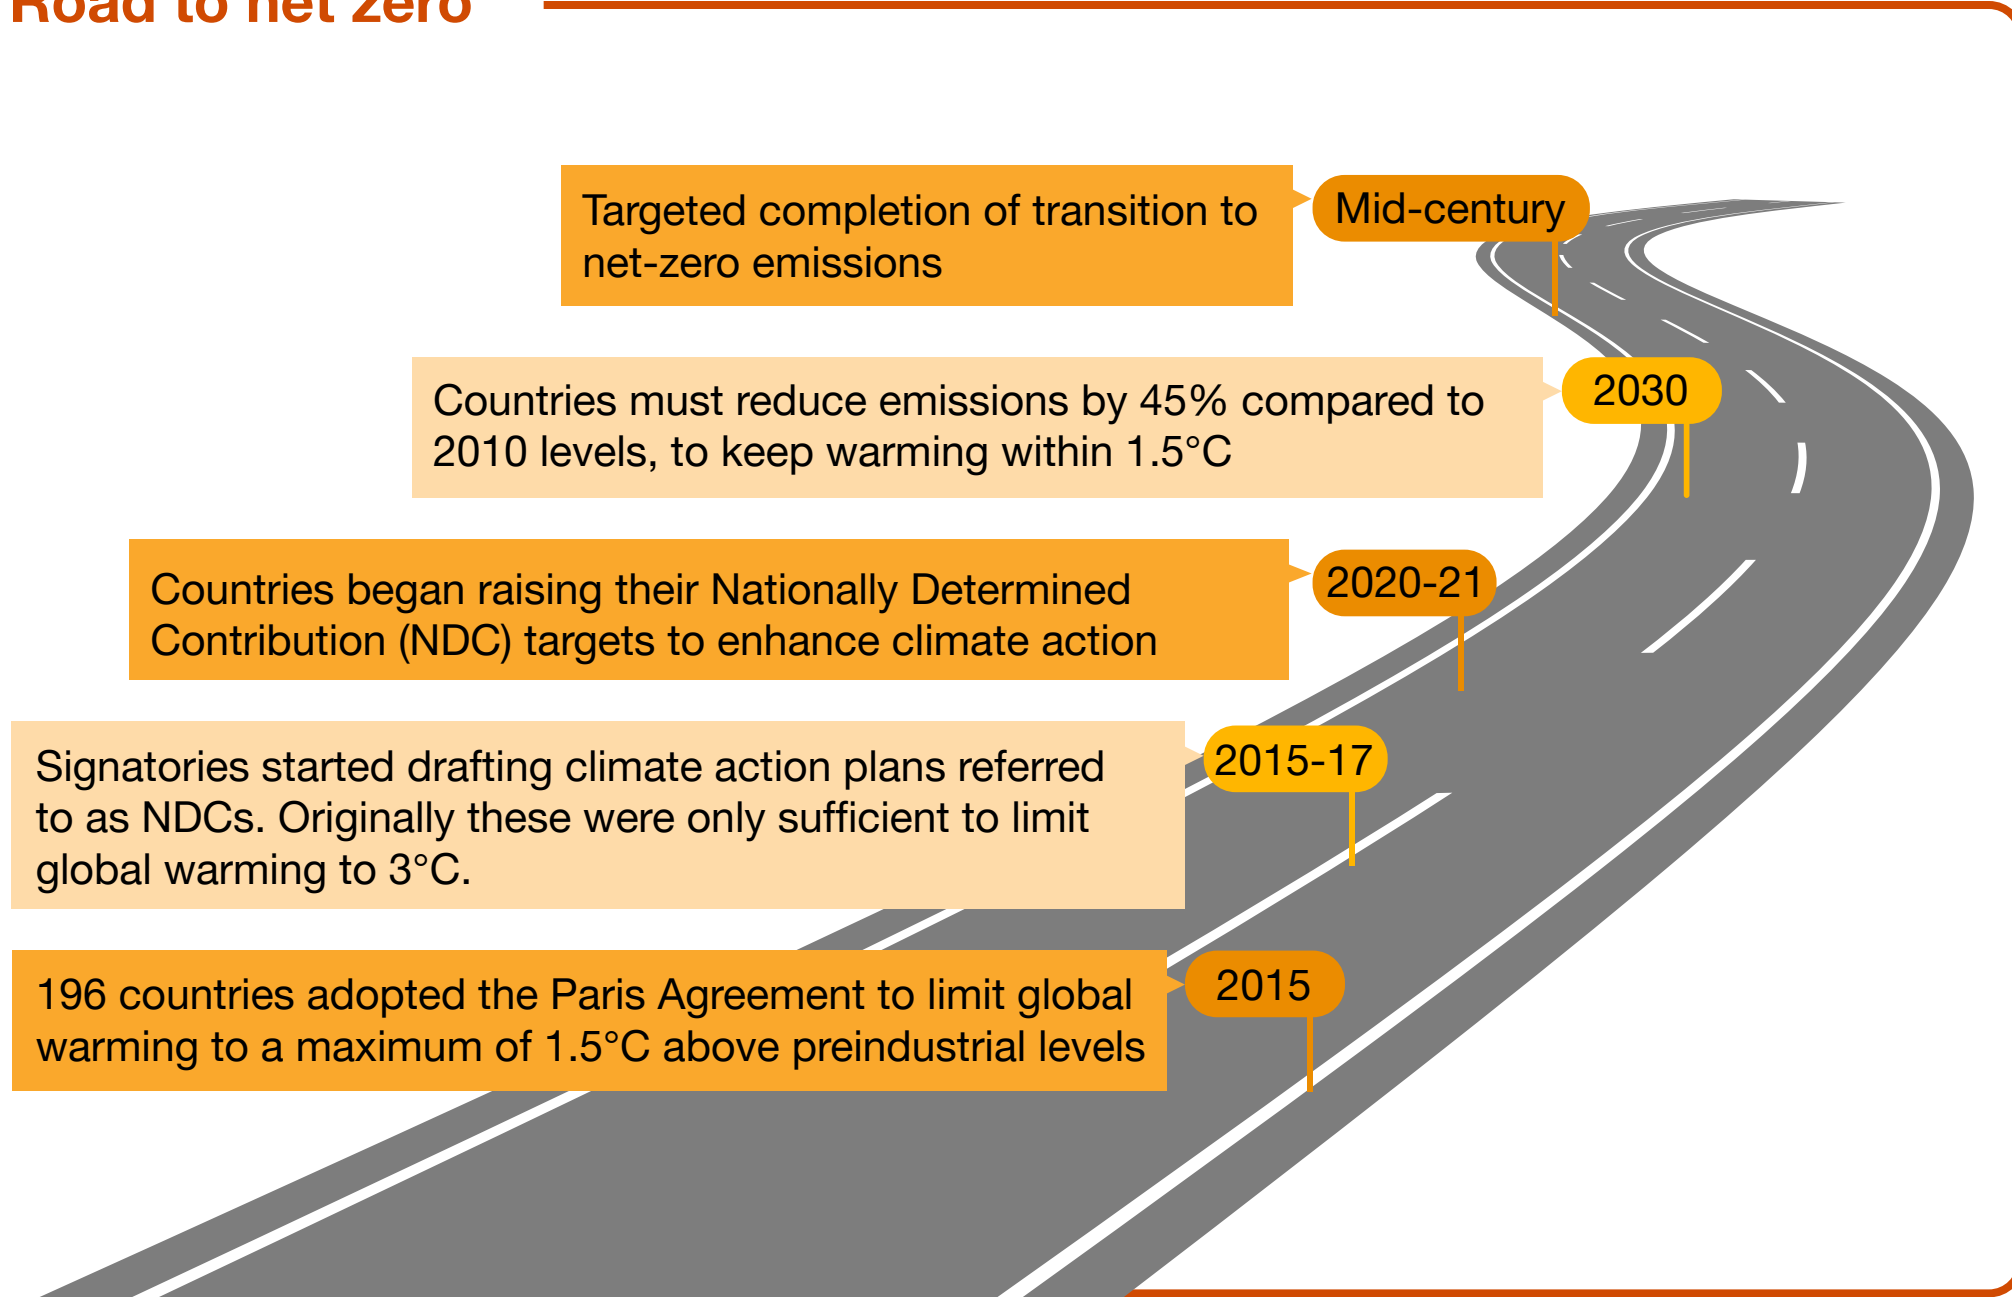 Road to net zero
Targeted completion of transition to
net-zero emissions
Mid-century
Countries must reduce emissions by 45% compared to
2010 levels, to keep warming within 1.5°C
2030
Countries began raising their Nationally Determined
Contribution (NDC) targets to enhance climate action
2020-21
Signatories started drafting climate action plans referred
to as NDCs. Originally these were only sufficient to limit
global warming to 3°C.
2015-17
196 countries adopted the Paris Agreement to limit global
warming to a maximum of 1.5°C above preindustrial levels
2015